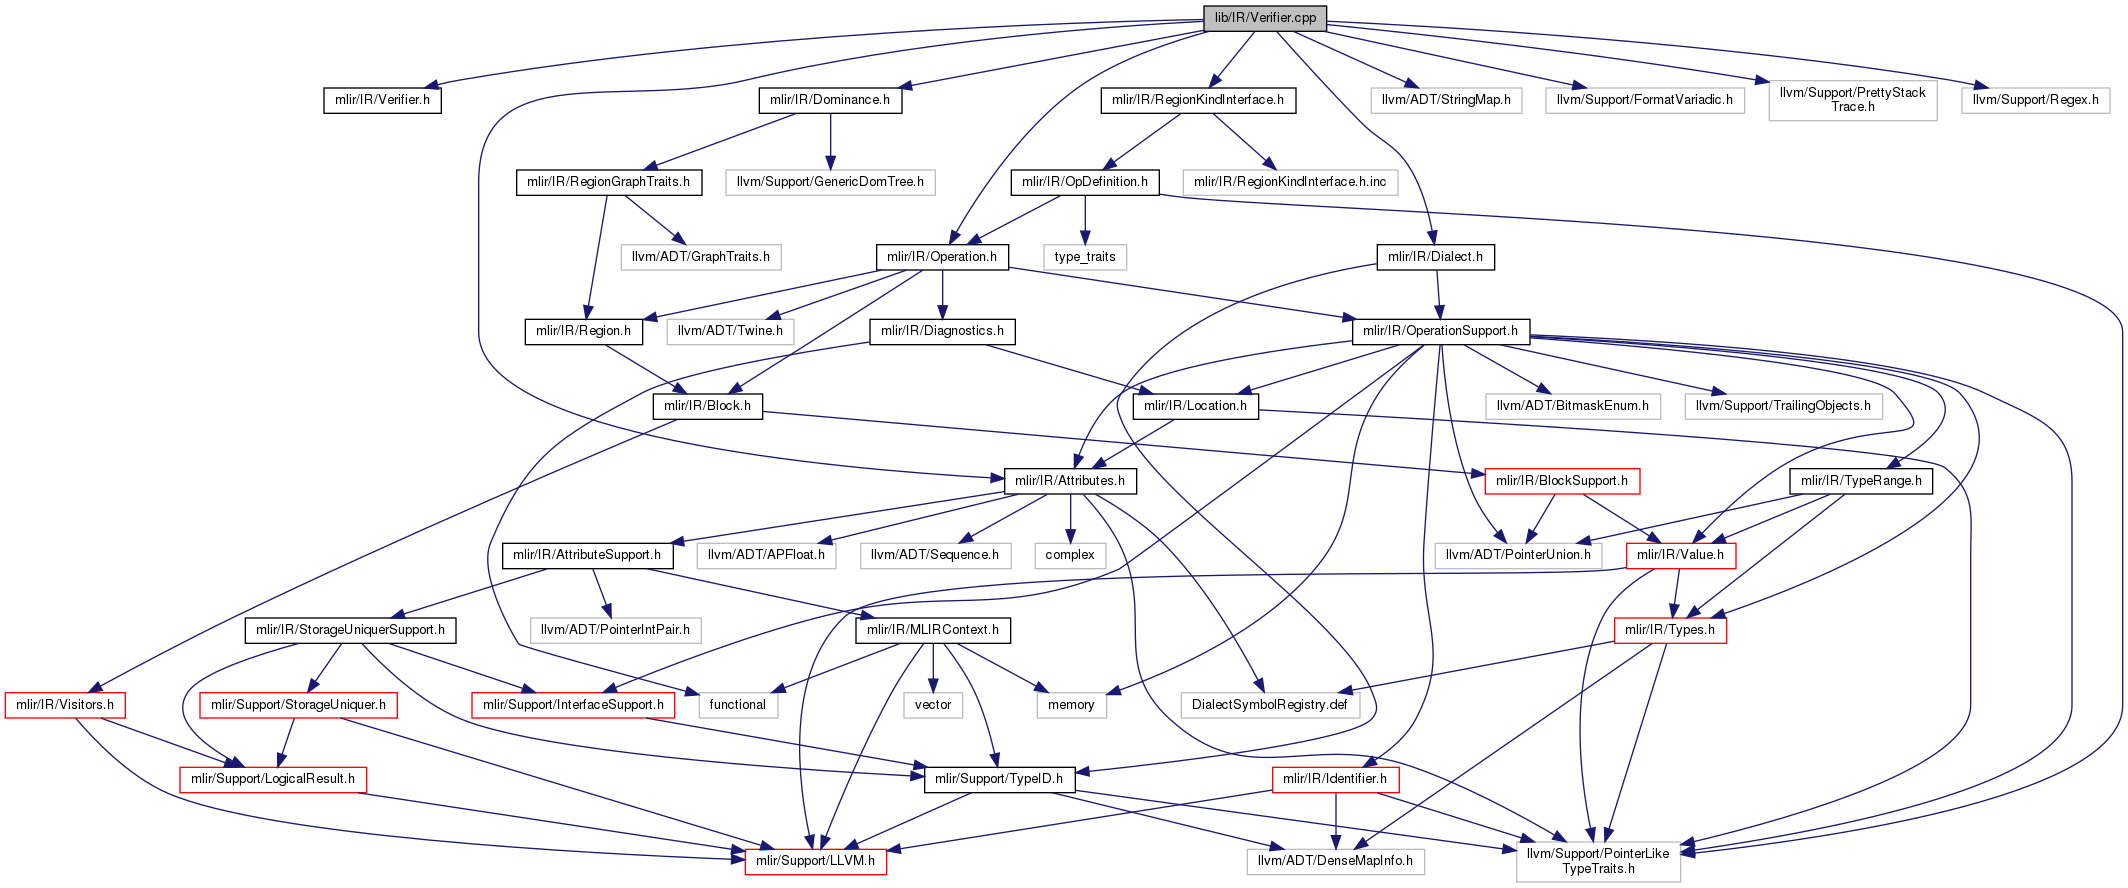 lib/IR/Verifier.cpp
mlir/IR/Verifier.h
mlir/IR/Dominance.h
mlir/IR/RegionKindInterface.h
llvm/ADT/StringMap.h
llvm/Support/FormatVariadic.h
llvm/Support/PrettyStack
Trace.h
llvm/Support/Regex.h
mlir/IR/RegionGraphTraits.h
llvm/Support/GenericDomTree.h
mlir/IR/OpDefinition.h
mlir/IR/RegionKindInterface.h.inc
llvm/ADT/GraphTraits.h
mlir/IR/Operation.h
type_traits
mlir/IR/Dialect.h
mlir/IR/Region.h
llvm/ADT/Twine.h
mlir/IR/Diagnostics.h
mlir/IR/OperationSupport.h
mlir/IR/Block.h
mlir/IR/Location.h
llvm/ADT/BitmaskEnum.h
llvm/Support/TrailingObjects.h
mlir/IR/Attributes.h
mlir/IR/BlockSupport.h
mlir/IR/TypeRange.h
mlir/IR/AttributeSupport.h
llvm/ADT/APFloat.h
llvm/ADT/Sequence.h
complex
llvm/ADT/PointerUnion.h
mlir/IR/Value.h
mlir/IR/StorageUniquerSupport.h
llvm/ADT/PointerIntPair.h
mlir/IR/MLIRContext.h
mlir/IR/Types.h
mlir/IR/Visitors.h
mlir/Support/StorageUniquer.h
mlir/Support/InterfaceSupport.h
functional
vector
memory
DialectSymbolRegistry.def
mlir/Support/LogicalResult.h
mlir/Support/TypeID.h
mlir/IR/Identifier.h
mlir/Support/LLVM.h
llvm/ADT/DenseMapInfo.h
llvm/Support/PointerLike
TypeTraits.h